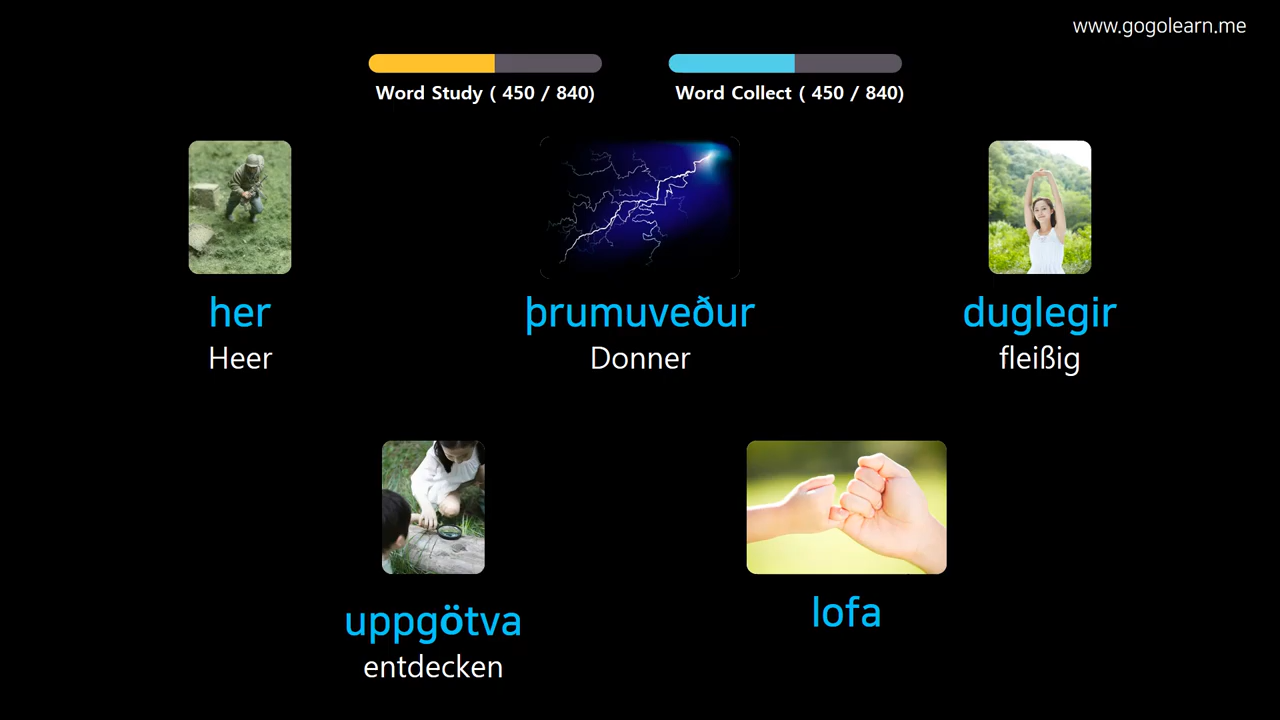 www.gogolearn.me
Word Study ( 450 / 840)
Word Collect ( 450 / 840)
her
Heer
þrumuveður
Donner
duglegir
fleißig
uppgötva
entdecken
lofa